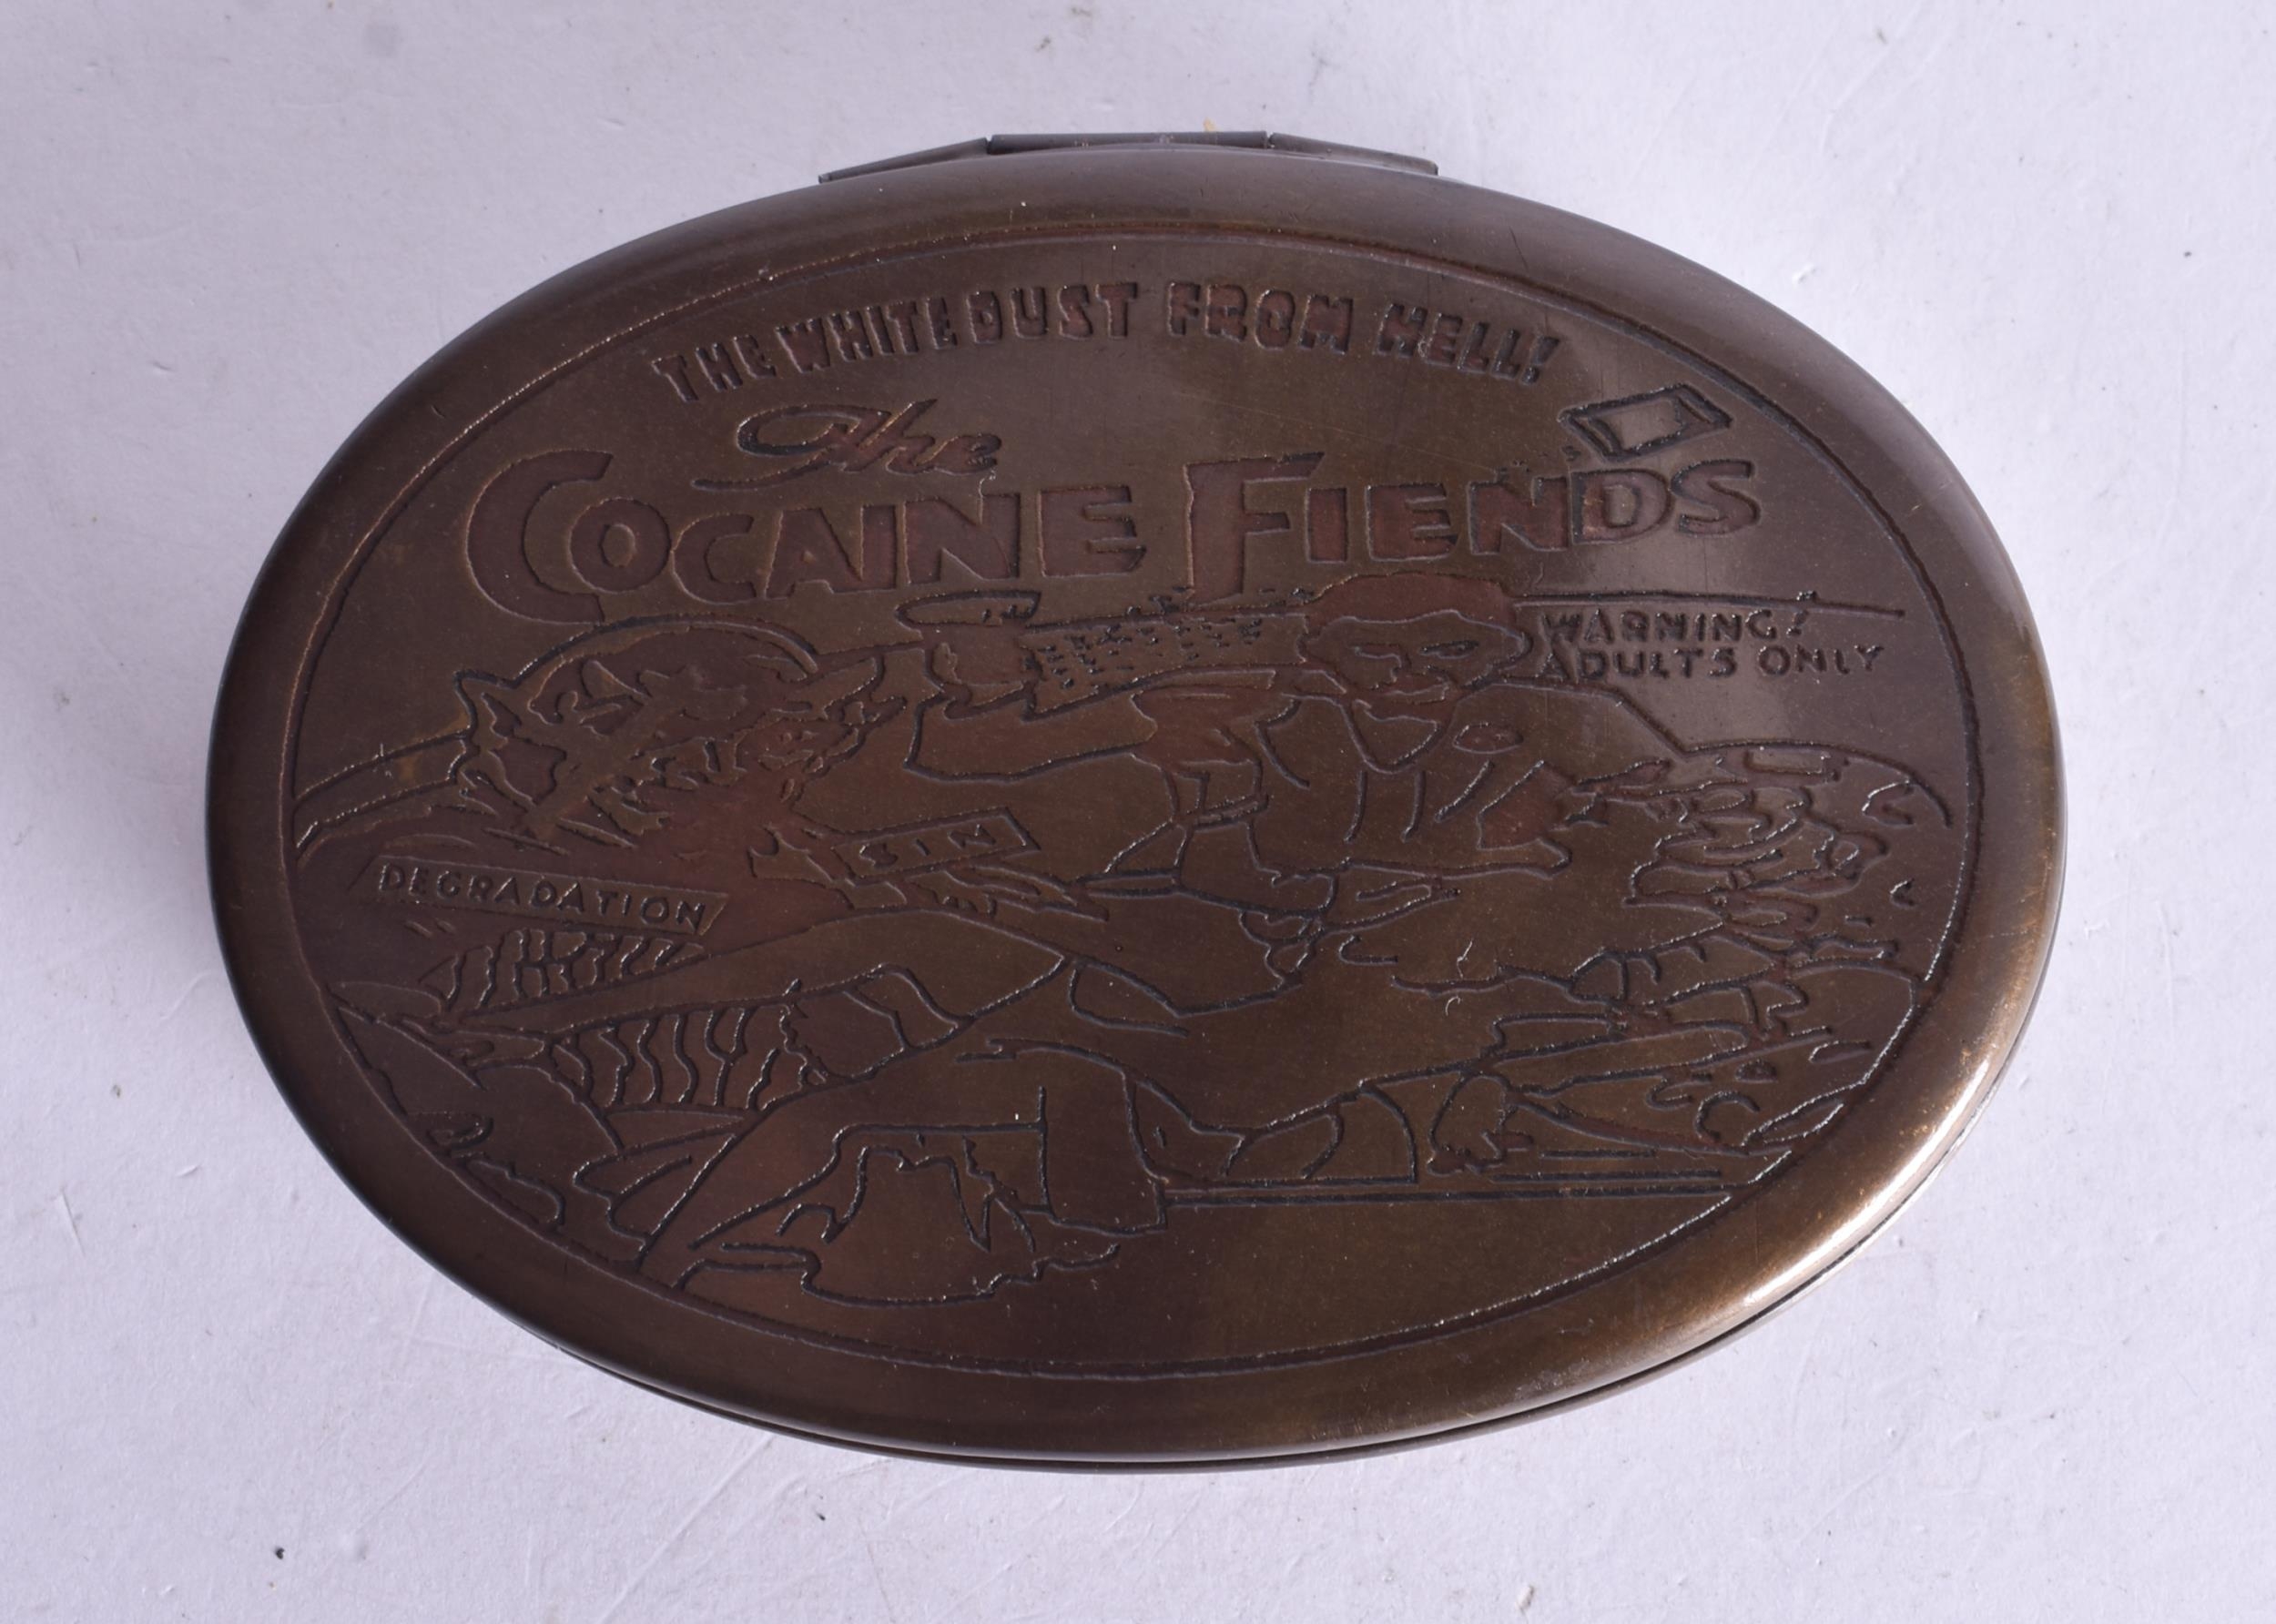 THE WHITE DUST FROM HELL!
The
COCAINE FIENDS
WARNING!
ADULTS ONLY
SIN
DEGRADATION